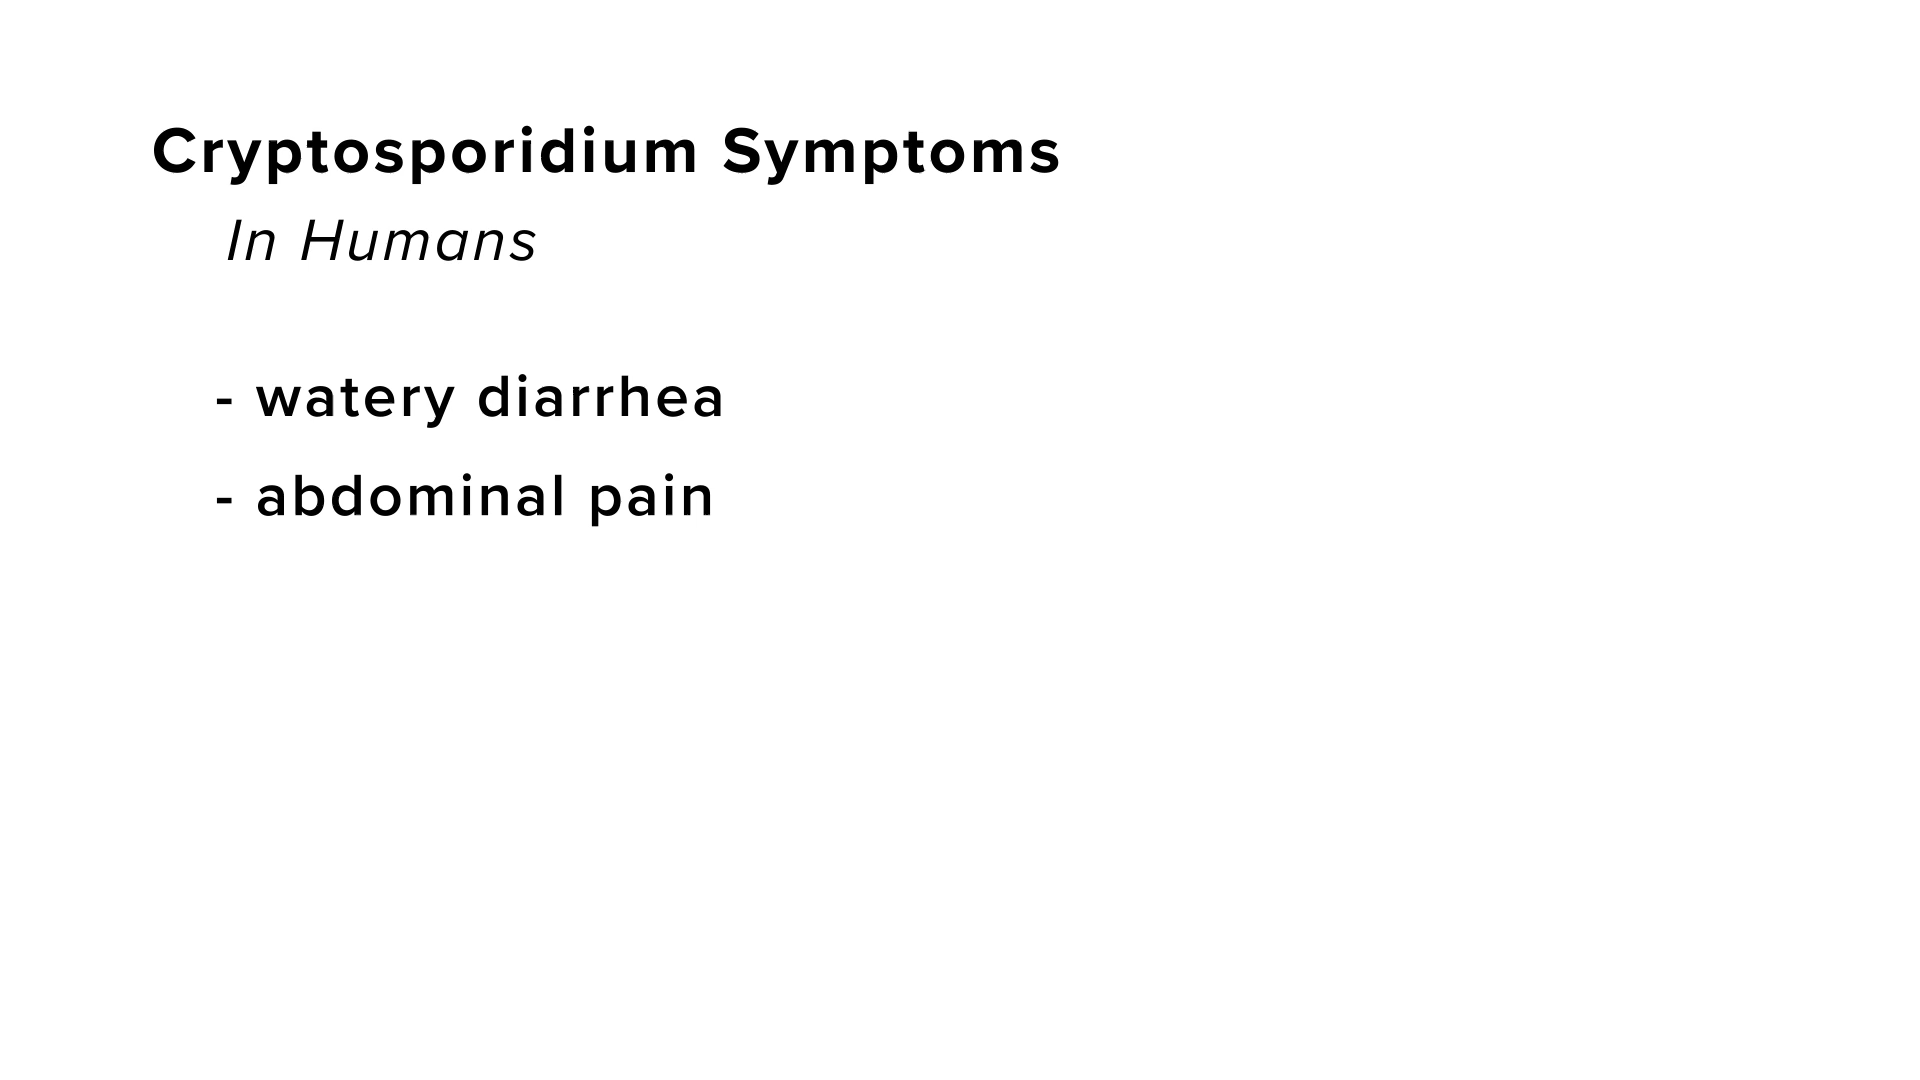 Cryptosporidium Symptoms
In Humans
- watery diarrhea
- abdominal pain